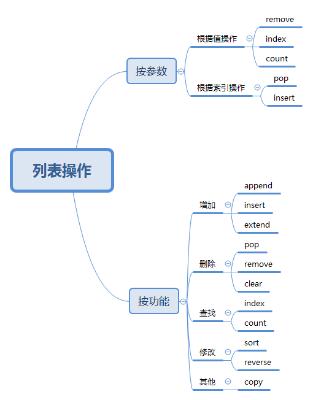 列表操作
按参数
根据值操作
remove
index
count
根据索引操作
pop
insert
按功能
增加
append
insert
extend
删除
pop
remove
clear
查找
index
count
修改
sort
reverse
其他
copy